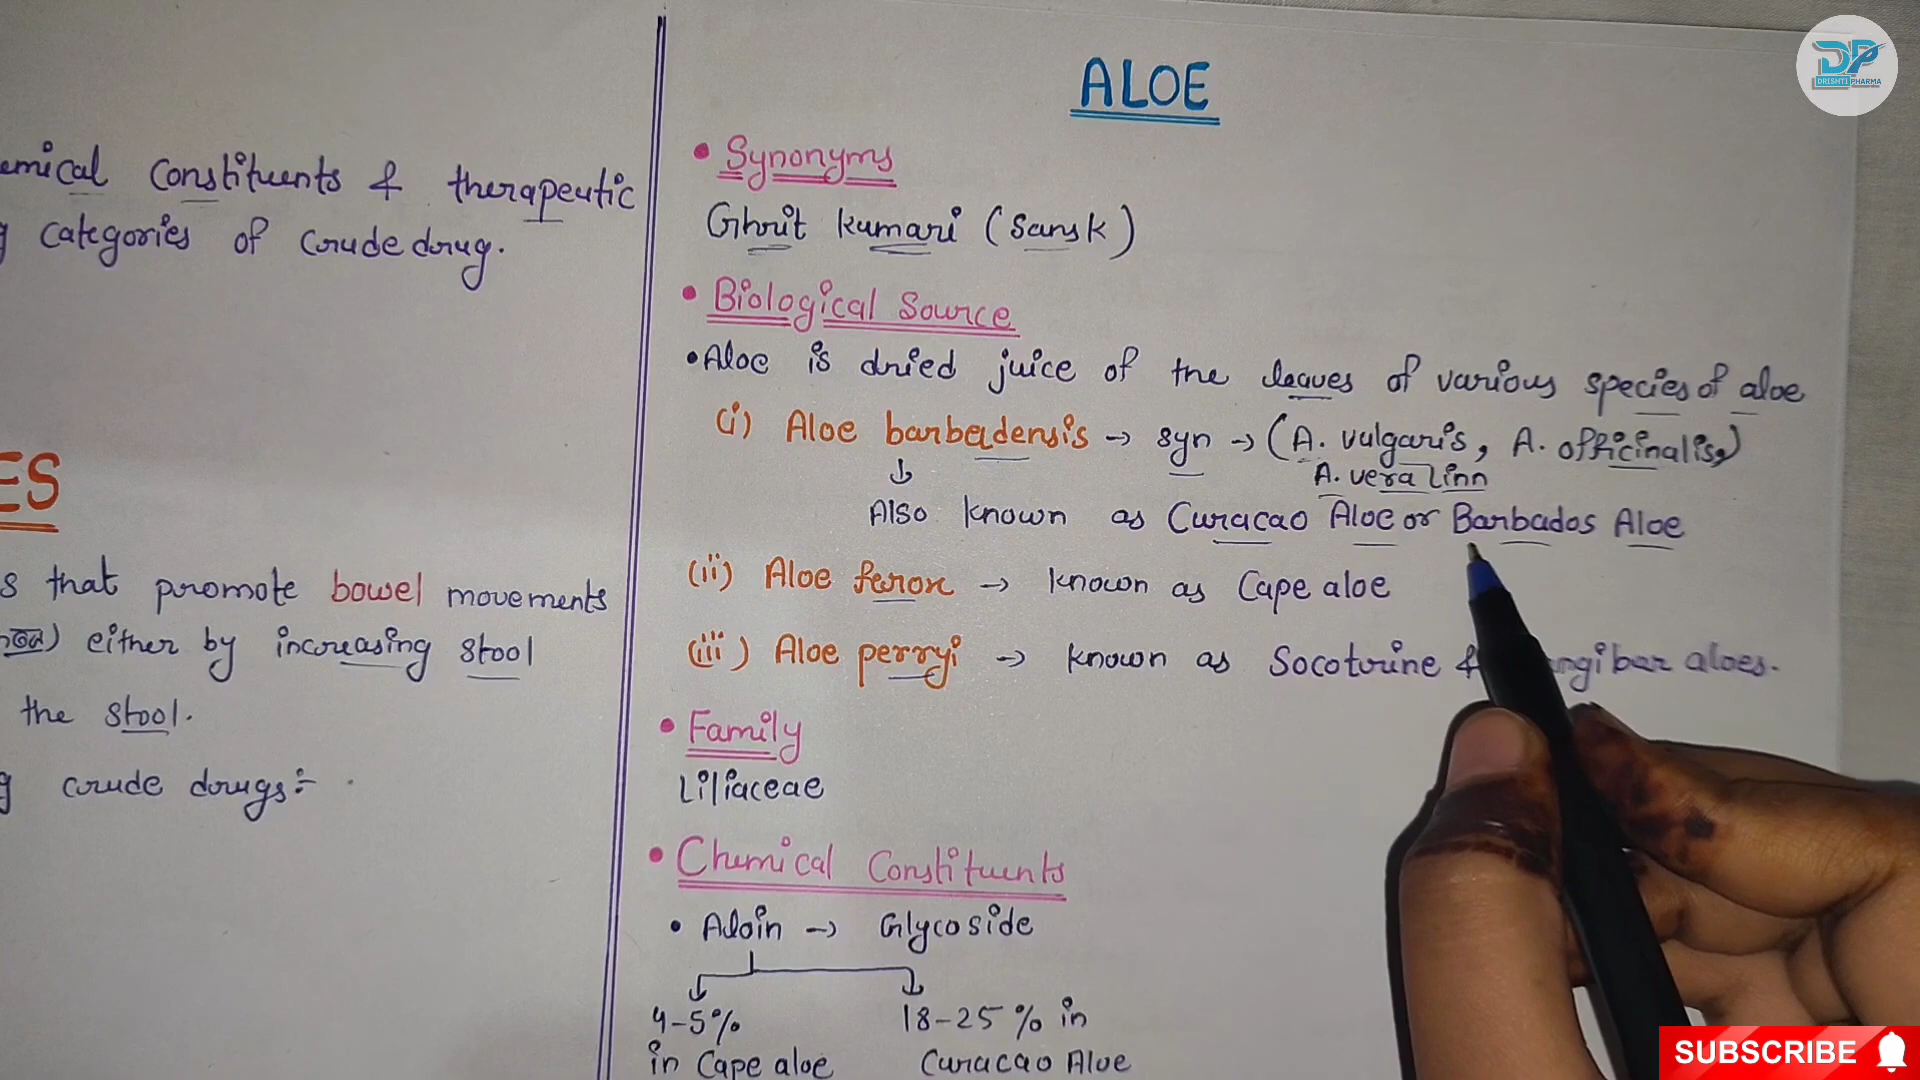 DP
DRISHTI PHARMA
emical Constituents & therapeutic
g categories of crude drug.
ES
s that promote bowel movements
either by increasing stool
the stool.
g crude drugs:-
ALOE
• Synonyms
Ghrit kumari (Sansk)
• Biological Source
• Aloe is dried juice of the leaves of various species of aloe
(i) Aloe barbadensis → syn → (A. vulgaris, A. officinalis,)
A. vera linn
↓
Also known as Curacao Aloe or Barbados Aloe
(ii) Aloe ferox → known as Cape aloe
(iii) Aloe perryi → known as Socotrine & ngibar aloes.
• Family
Liliaceae
• Chemical Constituents
• Aloin → Glycoside
4-5% 18-25% in
in Cape aloe Curacao Aloe
SUBSCRIBE